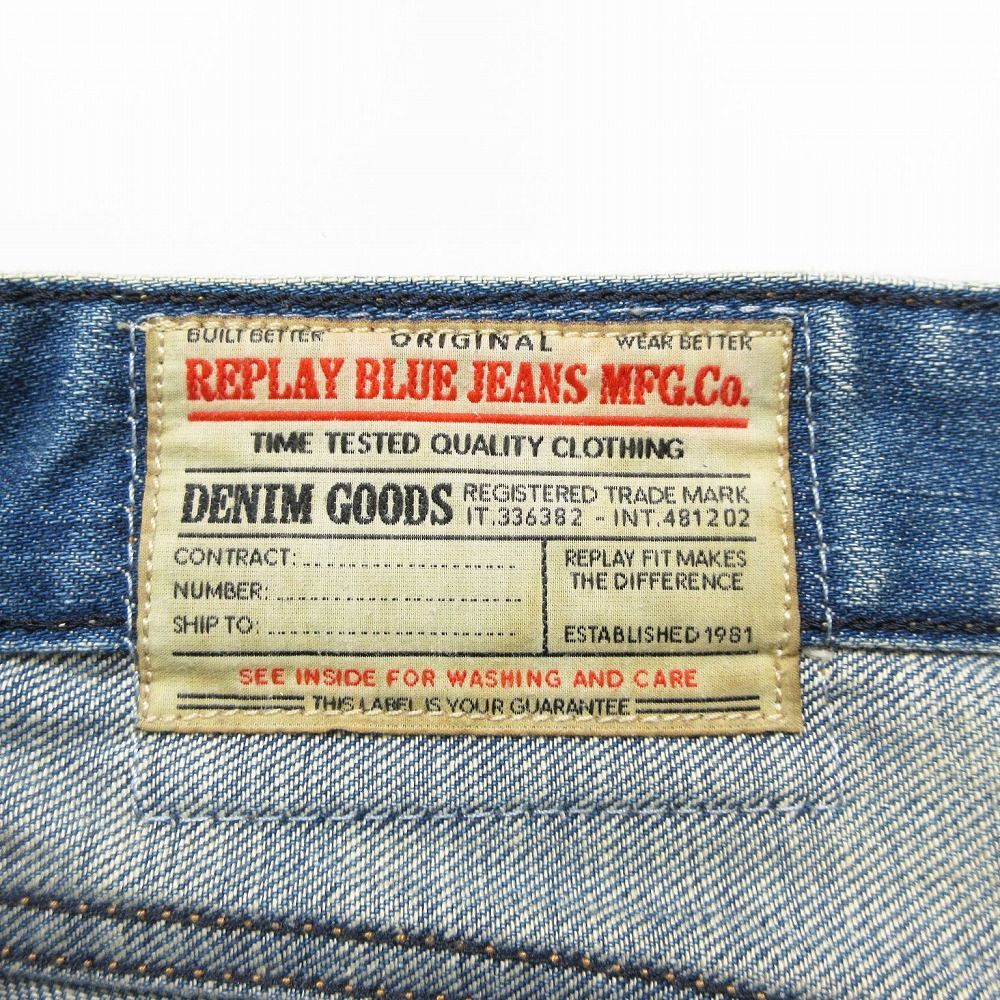 BUILT BETTER ORIGINAL WEAR BETTER
REPLAY BLUE JEANS MFG.Co.
TIME TESTED QUALITY CLOTHING
DENIM GOODS
REGISTERED TRADE MARK
IT.336382 - INT.481202
CONTRACT:
NUMBER:
SHIP TO:
REPLAY FIT MAKES
THE DIFFERENCE
ESTABLISHED 1981
SEE INSIDE FOR WASHING AND CARE
THIS LABEL IS YOUR GUARANTEE